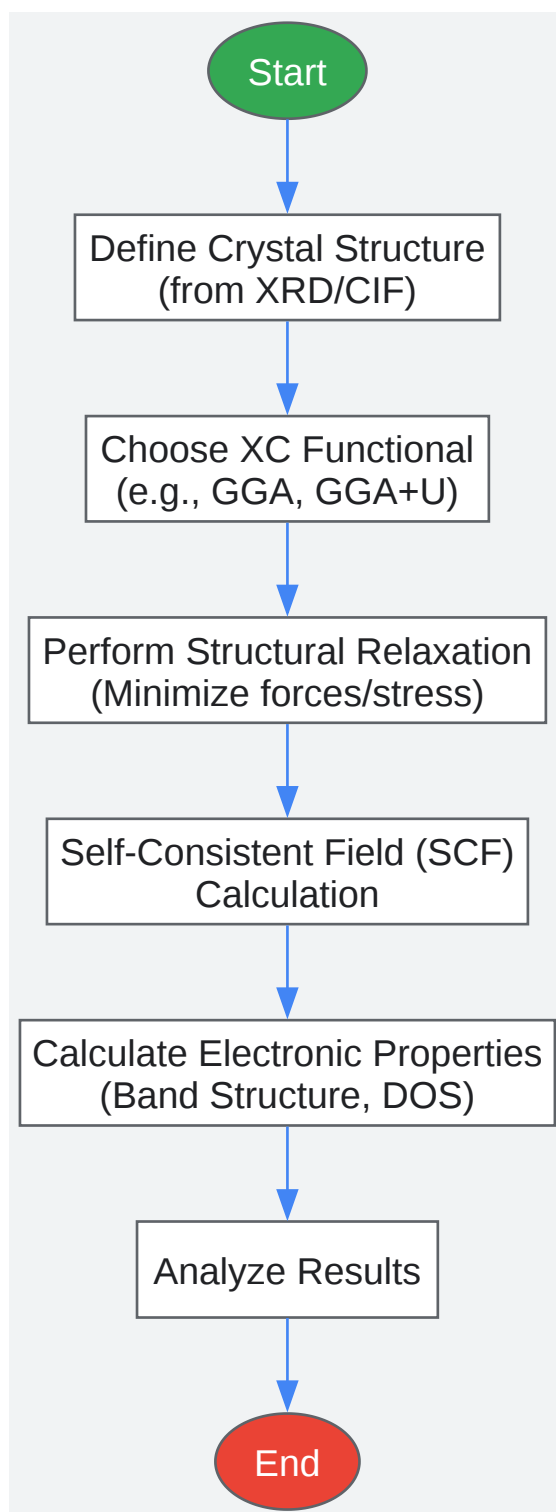 Start
Define Crystal Structure
(from XRD/CIF)
Choose XC Functional
(e.g., GGA, GGA+U)
Perform Structural Relaxation
(Minimize forces/stress)
Self-Consistent Field (SCF)
Calculation
Calculate Electronic Properties
(Band Structure, DOS)
Analyze Results
End